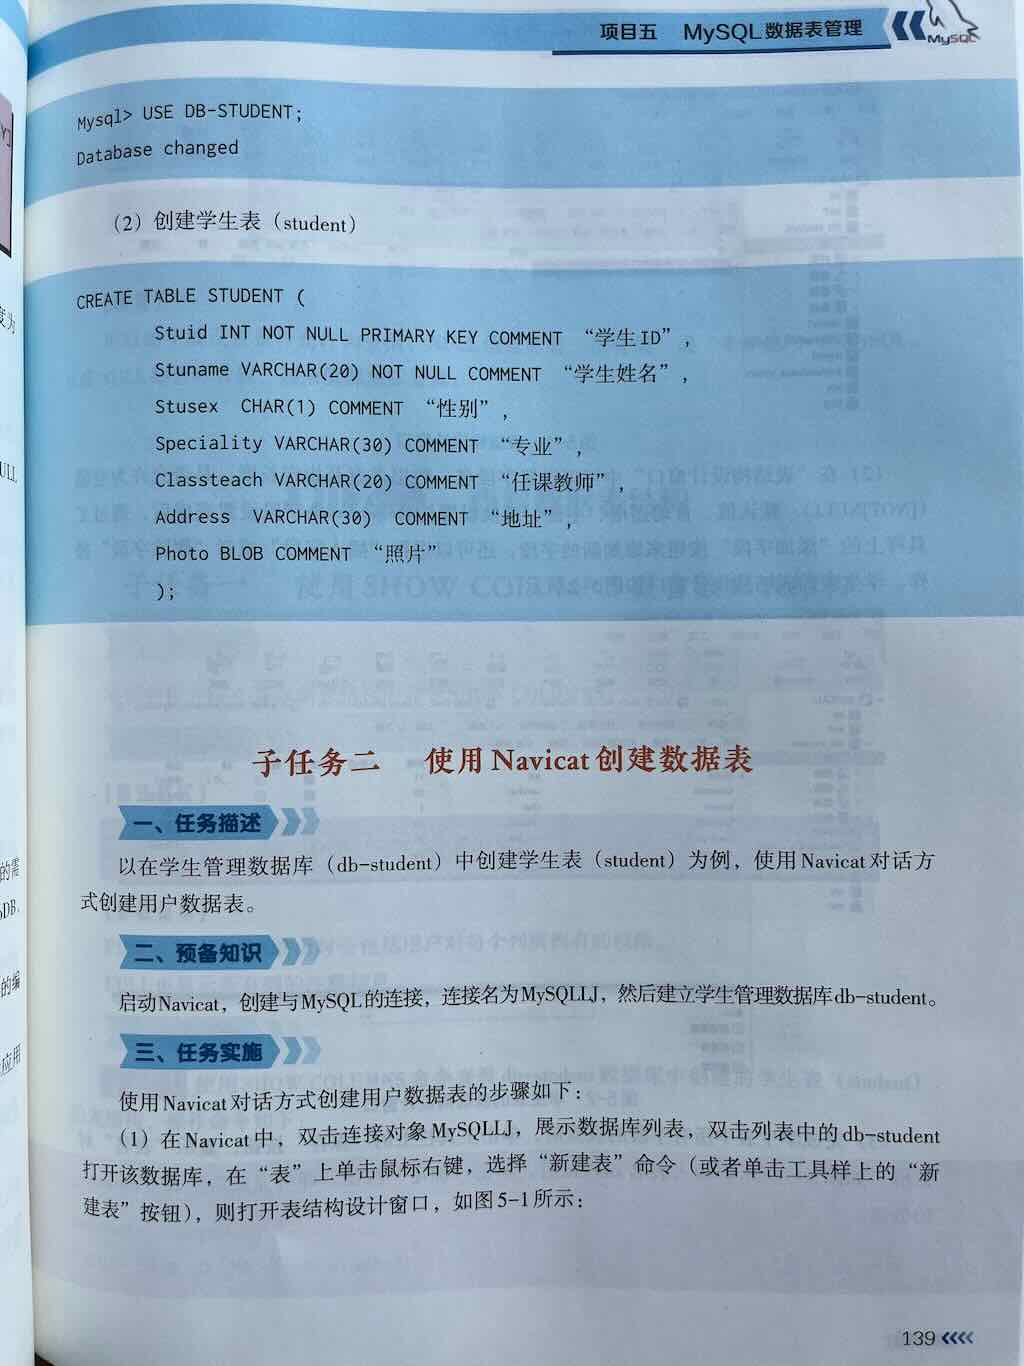 项目五 MySQL数据表管理
MySQL
Mysql> USE DB-STUDENT;
Database changed
（2）创建学生表（student）
CREATE TABLE STUDENT (
Stuid INT NOT NULL PRIMARY KEY COMMENT “学生ID”,
Stuname VARCHAR(20) NOT NULL COMMENT “学生姓名”,
Stusex CHAR(1) COMMENT “性别”,
Speciality VARCHAR(30) COMMENT “专业”,
Classteach VARCHAR(20) COMMENT “任课教师”,
Address VARCHAR(30) COMMENT “地址”,
Photo BLOB COMMENT “照片”
);
子任务二 使用Navicat创建数据表
一、任务描述
以在学生管理数据库（db-student）中创建学生表（student）为例，使用Navicat对话方
式创建用户数据表。
二、预备知识
启动Navicat，创建与MySQL的连接，连接名为MySQLLJ，然后建立学生管理数据库db-student。
三、任务实施
使用Navicat对话方式创建用户数据表的步骤如下：
（1）在Navicat中，双击连接对象MySQLLJ，展示数据库列表，双击列表中的db-student
打开该数据库，在“表”上单击鼠标右键，选择“新建表”命令（或者单击工具样上的“新
建表”按钮），则打开表结构设计窗口，如图5-1所示：
139